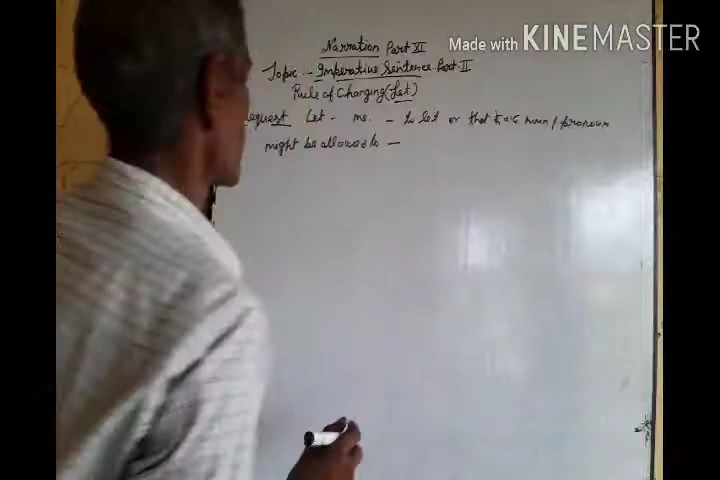 Made with KINEMASTER
Narration Part XI
Topic - Imperative Sentence Part II
Rule of Changing (Let)
equest Let - me. - to let or that noun / pronoun
might be allowed to -